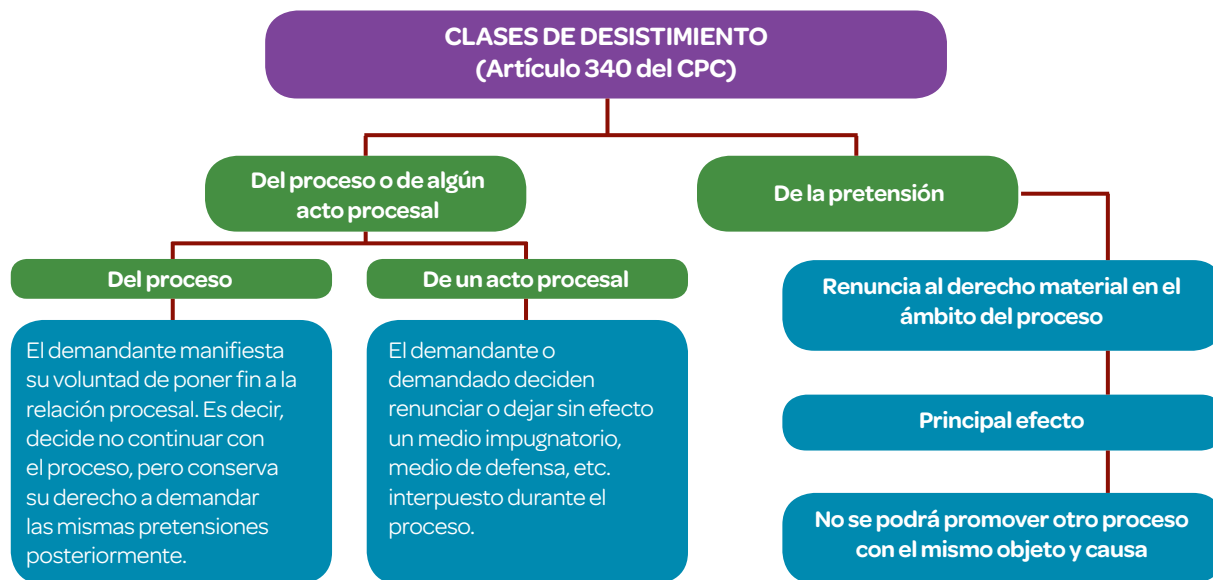 CLASES DE DESISTIMIENTO
(Artículo 340 del CPC)
Del proceso o de algún
acto procesal
De la pretensión
Del proceso
De un acto procesal
El demandante manifiesta
su voluntad de poner fin a la
relación procesal. Es decir,
decide no continuar con
el proceso, pero conserva
su derecho a demandar
las mismas pretensiones
posteriormente.
El demandante o
demandado deciden
renunciar o dejar sin efecto
un medio impugnatorio,
medio de defensa, etc.
interpuesto durante el
proceso.
Renuncia al derecho material en el
ámbito del proceso
Principal efecto
No se podrá promover otro proceso
con el mismo objeto y causa